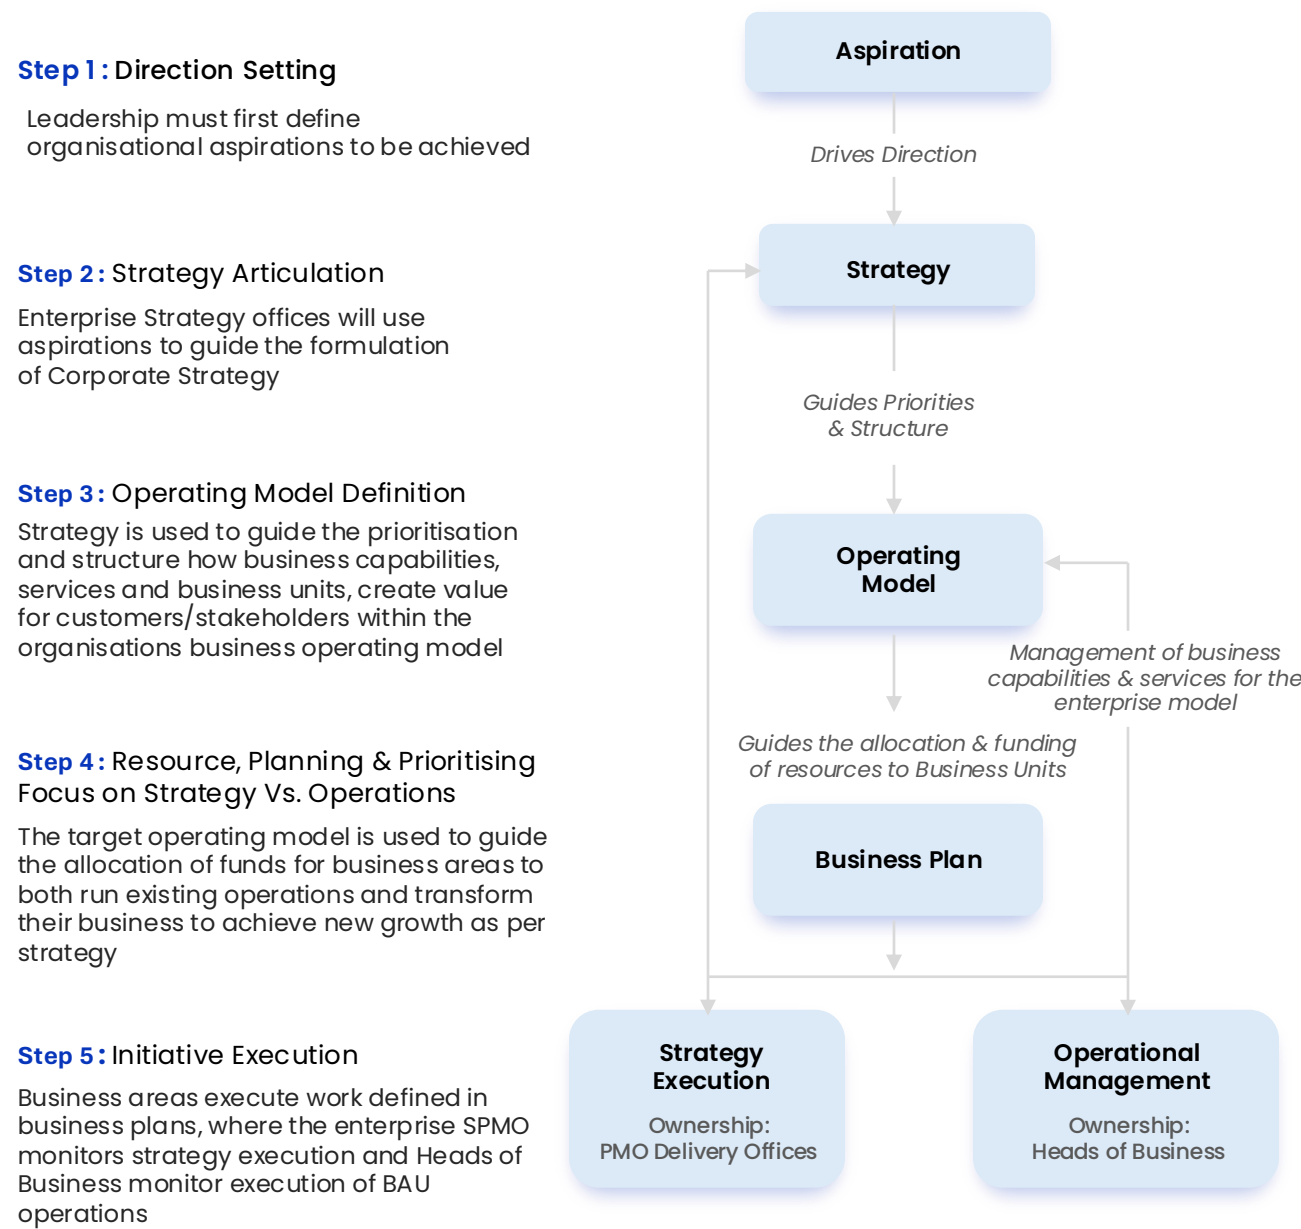 Step 1 : Direction Setting
Leadership must first define
organisational aspirations to be achieved
Step 2 : Strategy Articulation
Enterprise Strategy offices will use
aspirations to guide the formulation
of Corporate Strategy
Step 3 : Operating Model Definition
Strategy is used to guide the prioritisation
and structure how business capabilities,
services and business units, create value
for customers/stakeholders within the
organisations business operating model
Step 4 : Resource, Planning & Prioritising
Focus on Strategy Vs. Operations
The target operating model is used to guide
the allocation of funds for business areas to
both run existing operations and transform
their business to achieve new growth as per
strategy
Step 5 : Initiative Execution
Business areas execute work defined in
business plans, where the enterprise SPMO
monitors strategy execution and Heads of
Business monitor execution of BAU
operations
Aspiration
Drives Direction
Strategy
Guides Priorities
& Structure
Operating
Model
Management of business
capabilities & services for the
enterprise model
Guides the allocation & funding
of resources to Business Units
Business Plan
Strategy
Execution
Ownership:
PMO Delivery Offices
Operational
Management
Ownership:
Heads of Business